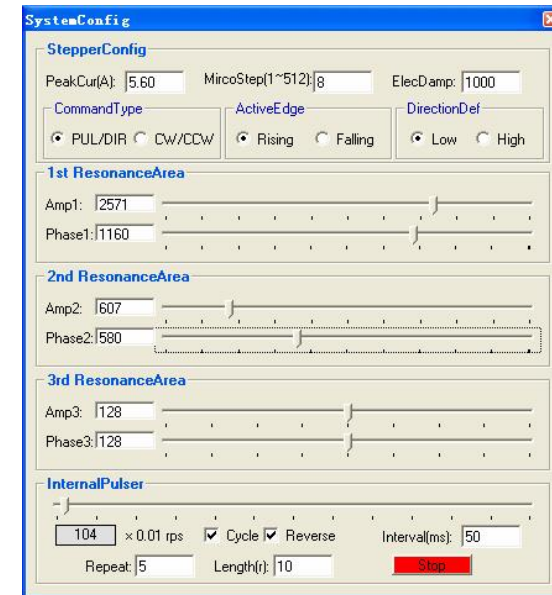 SystemConfig
StepperConfig
PeakCur(A): 5.60 MircoStep(1~512): 8 ElecDamp: 1000
CommandType ActiveEdge DirectionDef
PUL/DIR CW/CCW Rising Falling Low High
1st ResonanceArea
Amp1: 2571
Phase1: 1160
2nd ResonanceArea
Amp2: 607
Phase2: 580
3rd ResonanceArea
Amp3: 128
Phase3: 128
InternalPulser
104 × 0.01 rps Cycle Reverse Interval(ms): 50
Repeat: 5 Length(r): 10 Stop